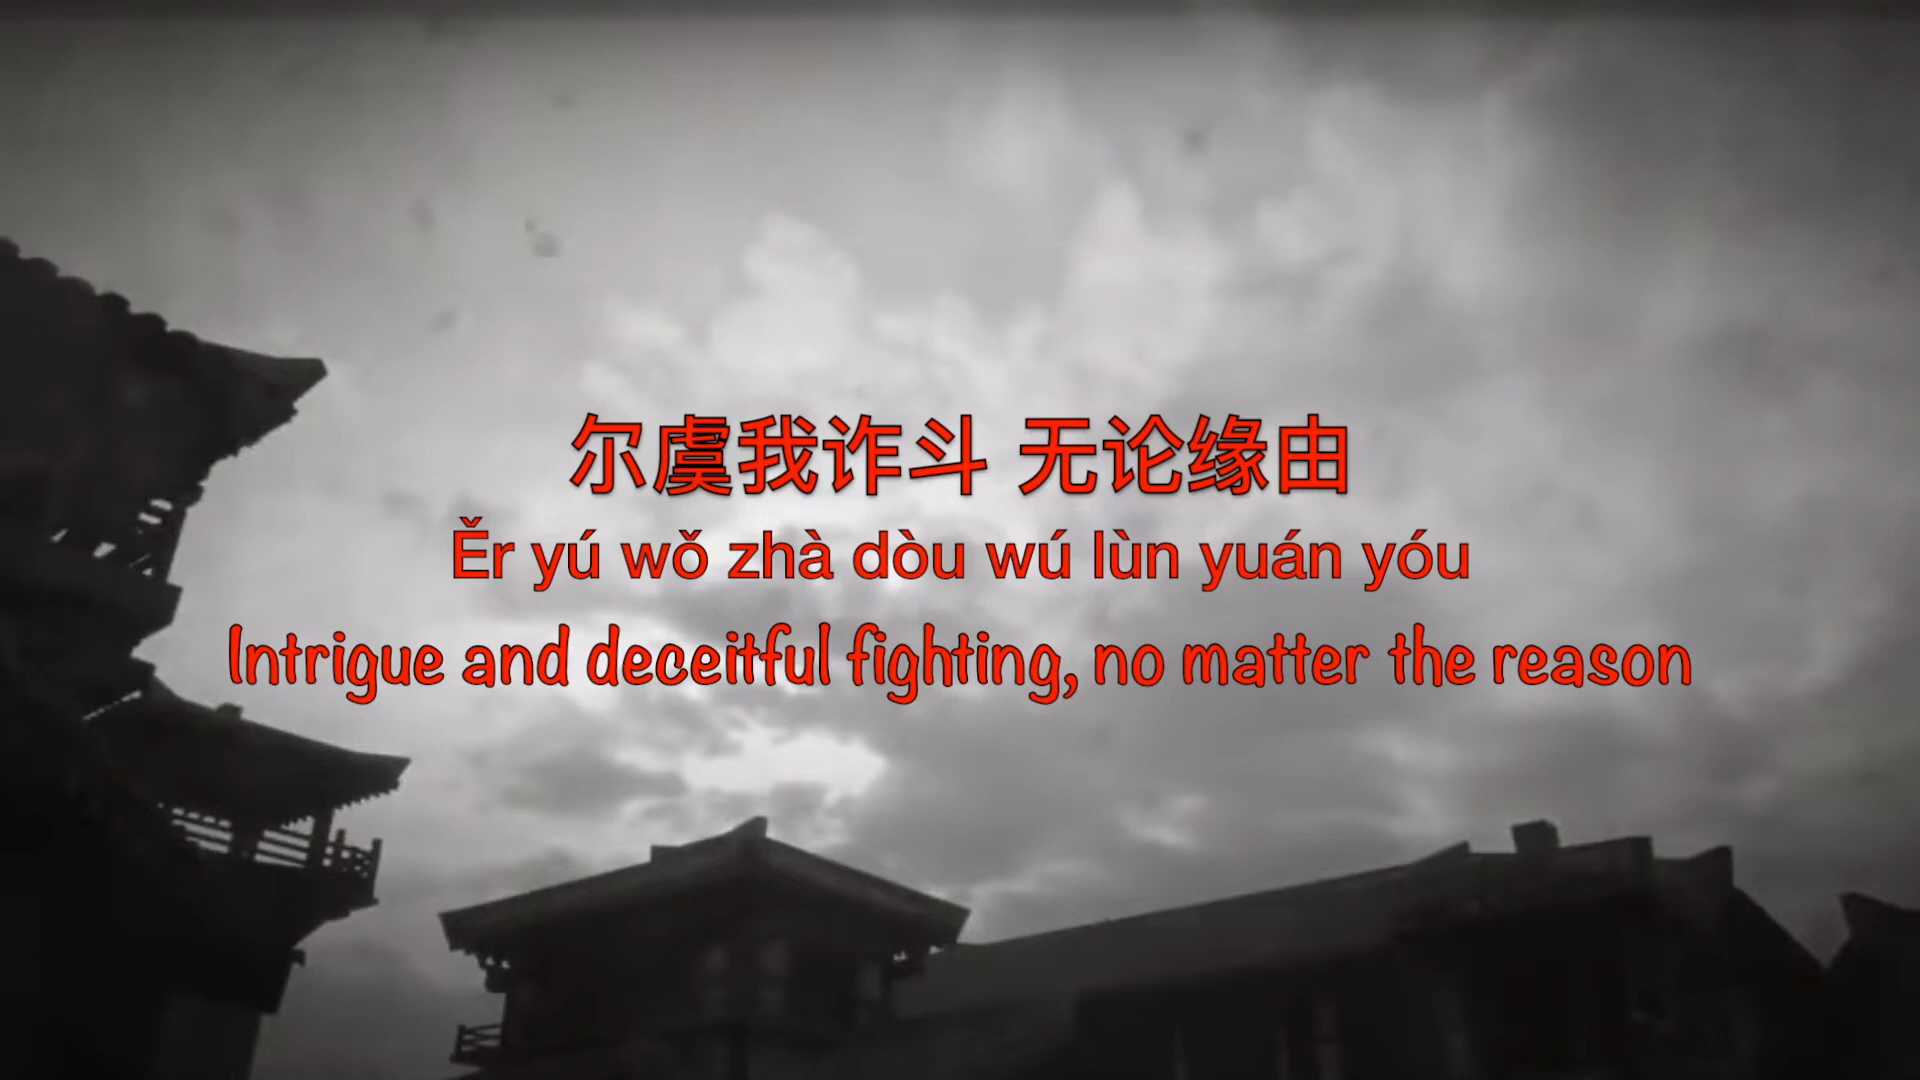 尔虞我诈斗 无论缘由
Ěr yú wǒ zhà dòu wú lùn yuán yóu
Intrigue and deceitful fighting, no matter the reason